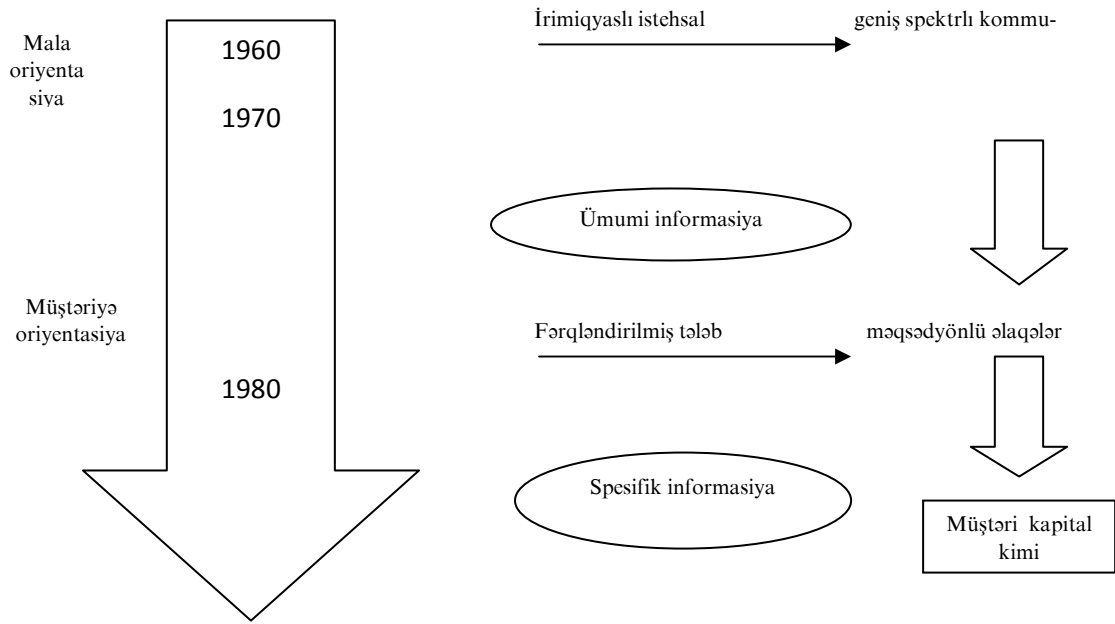 Mala
oriyenta
siya
1960
1970
İrimiqyaslı istehsal
geniş spektrlı kommu-
Ümumi informasiya
Müştəriyə
oriyentasiya
Fərqləndirilmiş tələb
məqsədyönlü əlaqələr
1980
Spesifik informasiya
Müştəri kapital
kimi